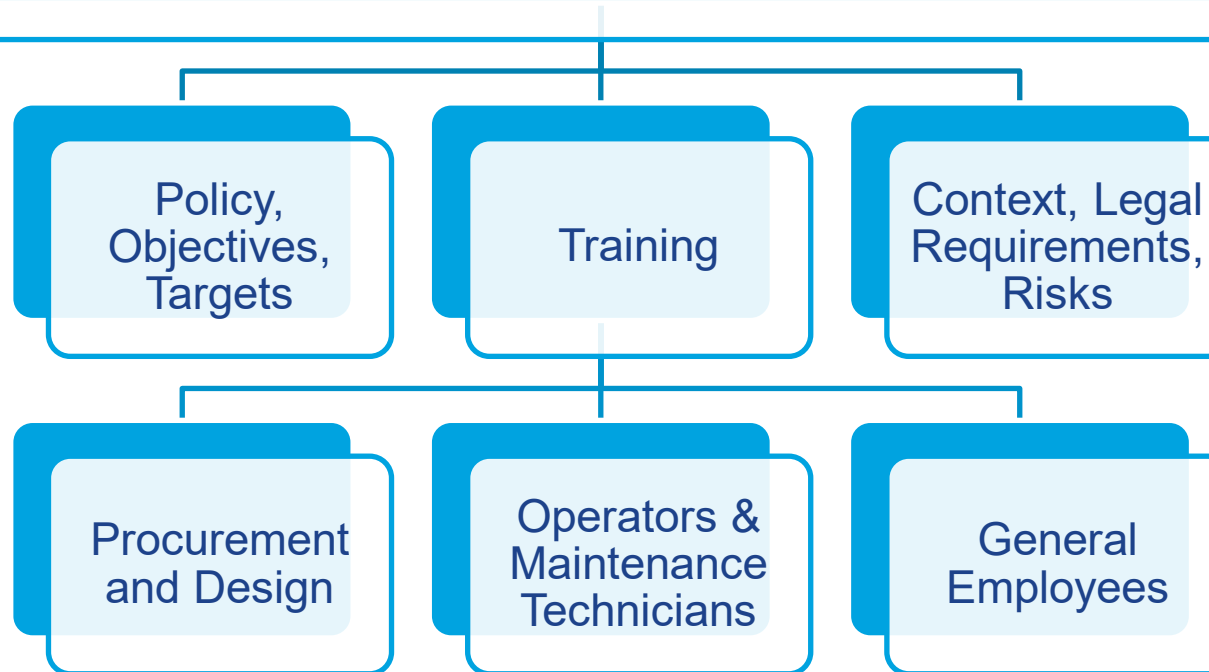 Policy,
Objectives,
Targets
Training
Context, Legal
Requirements,
Risks
Procurement
and Design
Operators &
Maintenance
Technicians
General
Employees